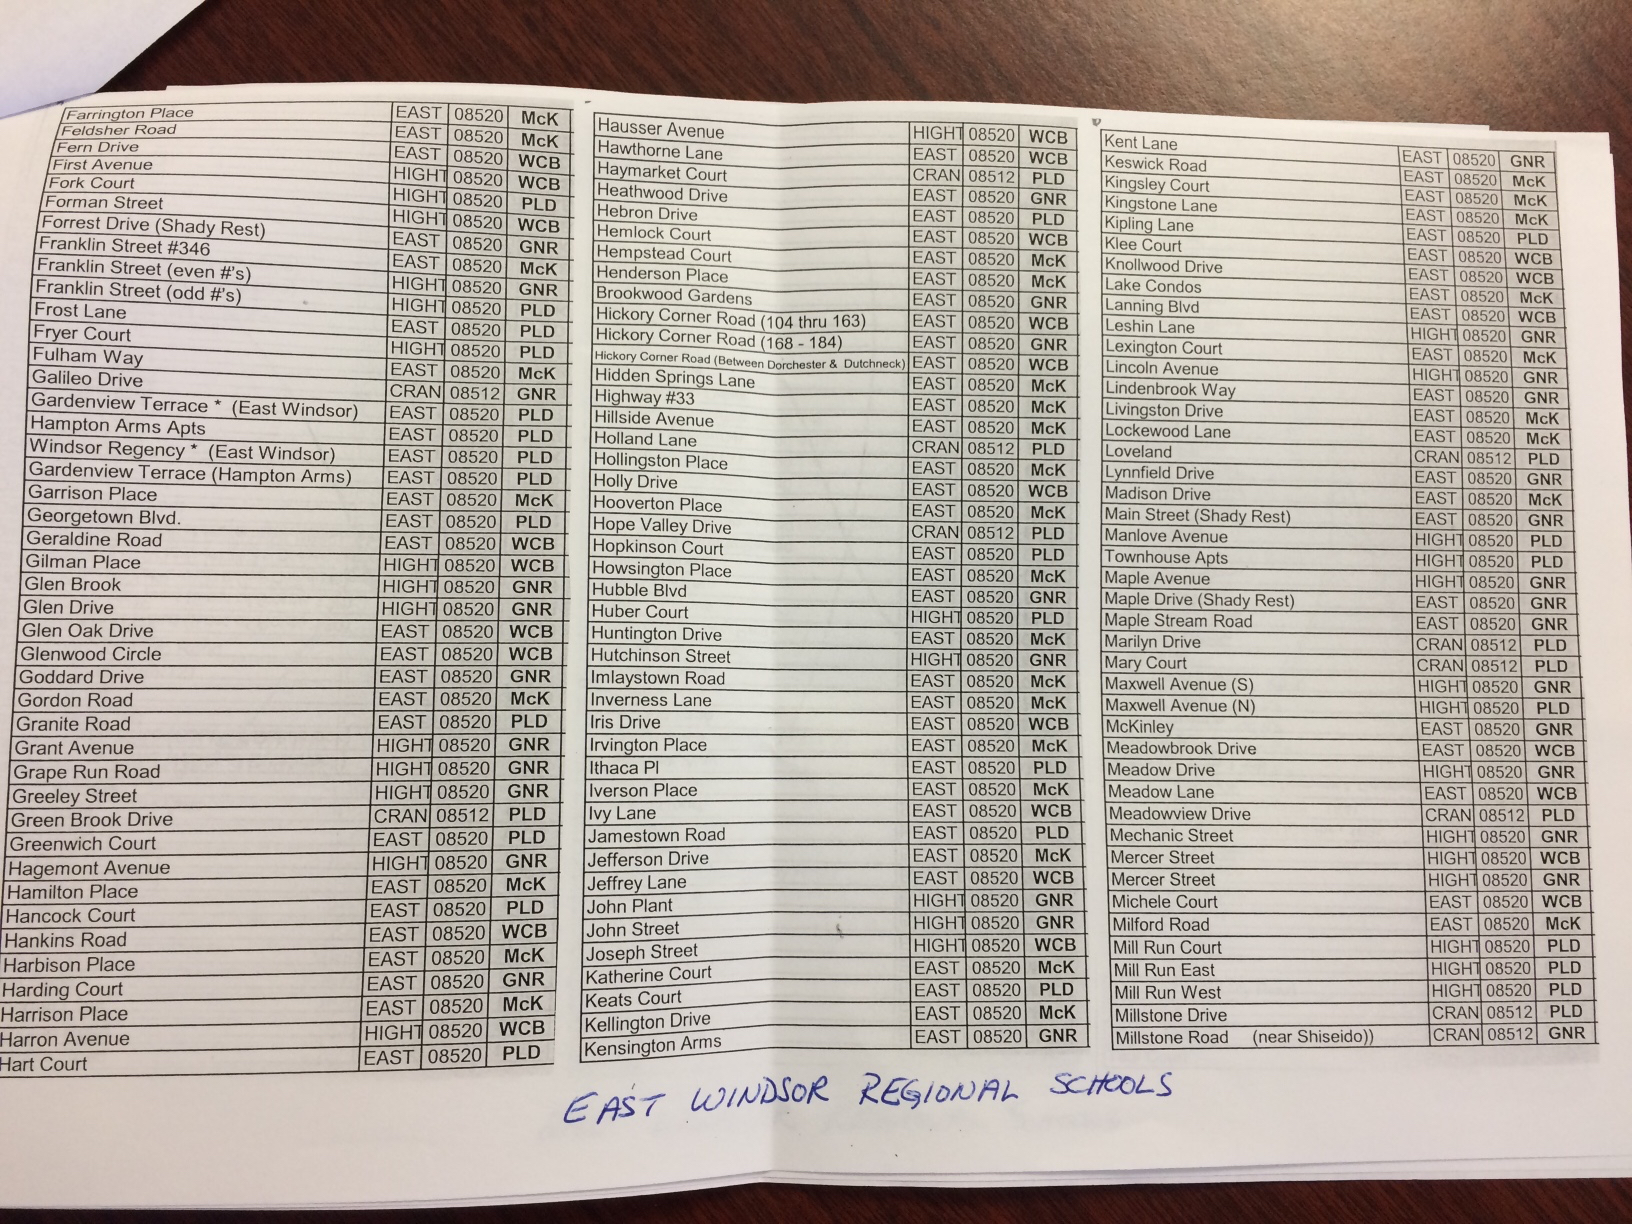 Farrington Place EAST 08520 McK
Feldsher Road EAST 08520 McK
Fern Drive EAST 08520 WCB
First Avenue HIGHT 08520 WCB
Fork Court HIGHT 08520 PLD
Forman Street HIGHT 08520 WCB
Forrest Drive (Shady Rest) EAST 08520 GNR
Franklin Street #346 EAST 08520 McK
Franklin Street (even #'s) HIGHT 08520 GNR
Franklin Street (odd #'s) HIGHT 08520 PLD
Frost Lane EAST 08520 PLD
Fryer Court HIGHT 08520 PLD
Fulham Way EAST 08520 McK
Galileo Drive CRAN 08512 GNR
Gardenview Terrace * (East Windsor) EAST 08520 PLD
Hampton Arms Apts EAST 08520 PLD
Windsor Regency * (East Windsor) EAST 08520 PLD
Gardenview Terrace (Hampton Arms) EAST 08520 PLD
Garrison Place EAST 08520 McK
Georgetown Blvd. EAST 08520 PLD
Geraldine Road EAST 08520 WCB
Gilman Place HIGHT 08520 WCB
Glen Brook HIGHT 08520 GNR
Glen Drive HIGHT 08520 GNR
Glen Oak Drive EAST 08520 WCB
Glenwood Circle EAST 08520 WCB
Goddard Drive EAST 08520 GNR
Gordon Road EAST 08520 McK
Granite Road EAST 08520 PLD
Grant Avenue HIGHT 08520 GNR
Grape Run Road HIGHT 08520 GNR
Greeley Street HIGHT 08520 GNR
Green Brook Drive CRAN 08512 PLD
Greenwich Court EAST 08520 PLD
Hagemont Avenue HIGHT 08520 GNR
Hamilton Place EAST 08520 McK
Hancock Court EAST 08520 PLD
Hankins Road EAST 08520 WCB
Harbison Place EAST 08520 McK
Harding Court EAST 08520 GNR
Harrison Place EAST 08520 McK
Harron Avenue HIGHT 08520 WCB
Hart Court EAST 08520 PLD
Hausser Avenue HIGHT 08520 WCB
Hawthorne Lane EAST 08520 WCB
Haymarket Court CRAN 08512 PLD
Heathwood Drive EAST 08520 GNR
Hebron Drive EAST 08520 PLD
Hemlock Court EAST 08520 WCB
Hempstead Court EAST 08520 McK
Henderson Place EAST 08520 McK
Brookwood Gardens EAST 08520 GNR
Hickory Corner Road (104 thru 163) EAST 08520 WCB
Hickory Corner Road (168 - 184) EAST 08520 GNR
Hickory Corner Road (Between Dorchester & Dutchneck) EAST 08520 WCB
Hidden Springs Lane EAST 08520 McK
Highway #33 EAST 08520 McK
Hillside Avenue EAST 08520 McK
Holland Lane CRAN 08512 PLD
Hollington Place EAST 08520 McK
Holly Drive EAST 08520 WCB
Hooverton Place EAST 08520 McK
Hope Valley Drive CRAN 08512 PLD
Hopkinson Court EAST 08520 PLD
Howsington Place EAST 08520 McK
Hubble Blvd EAST 08520 GNR
Huber Court HIGHT 08520 PLD
Huntington Drive EAST 08520 McK
Hutchinson Street HIGHT 08520 GNR
Imlaystown Road EAST 08520 McK
Inverness Lane EAST 08520 McK
Iris Drive EAST 08520 WCB
Irvington Place EAST 08520 McK
Ithaca Pl EAST 08520 PLD
Iverson Place EAST 08520 McK
Ivy Lane EAST 08520 WCB
Jamestown Road EAST 08520 PLD
Jefferson Drive EAST 08520 McK
Jeffrey Lane EAST 08520 WCB
John Plant HIGHT 08520 GNR
John Street HIGHT 08520 GNR
Joseph Street HIGHT 08520 WCB
Katherine Court EAST 08520 McK
Keats Court EAST 08520 PLD
Kellington Drive EAST 08520 McK
Kensington Arms EAST 08520 GNR
Kent Lane EAST 08520 GNR
Keswick Road EAST 08520 McK
Kingsley Court EAST 08520 McK
Kingstone Lane EAST 08520 McK
Kipling Lane EAST 08520 PLD
Klee Court EAST 08520 WCB
Knollwood Drive EAST 08520 WCB
Lake Condos EAST 08520 McK
Lanning Blvd EAST 08520 WCB
Leshin Lane HIGHT 08520 GNR
Lexington Court EAST 08520 McK
Lincoln Avenue HIGHT 08520 GNR
Lindenbrook Way EAST 08520 GNR
Livingston Drive EAST 08520 McK
Lockewood Lane EAST 08520 McK
Loveland CRAN 08512 PLD
Lynnfield Drive EAST 08520 GNR
Madison Drive EAST 08520 McK
Main Street (Shady Rest) EAST 08520 GNR
Manlove Avenue HIGHT 08520 PLD
Townhouse Apts HIGHT 08520 PLD
Maple Avenue HIGHT 08520 GNR
Maple Drive (Shady Rest) EAST 08520 GNR
Maple Stream Road EAST 08520 GNR
Marilyn Drive CRAN 08512 PLD
Mary Court CRAN 08512 PLD
Maxwell Avenue (S) HIGHT 08520 GNR
Maxwell Avenue (N) HIGHT 08520 PLD
McKinley EAST 08520 GNR
Meadowbrook Drive EAST 08520 WCB
Meadow Drive HIGHT 08520 GNR
Meadow Lane EAST 08520 WCB
Meadowview Drive CRAN 08512 PLD
Mechanic Street HIGHT 08520 GNR
Mercer Street HIGHT 08520 WCB
Mercer Street HIGHT 08520 GNR
Michele Court EAST 08520 WCB
Milford Road EAST 08520 McK
Mill Run Court HIGHT 08520 PLD
Mill Run East HIGHT 08520 PLD
Mill Run West HIGHT 08520 PLD
Millstone Drive CRAN 08512 PLD
Millstone Road (near Shiseido)) CRAN 08512 GNR
EAST WINDSOR REGIONAL SCHOOLS